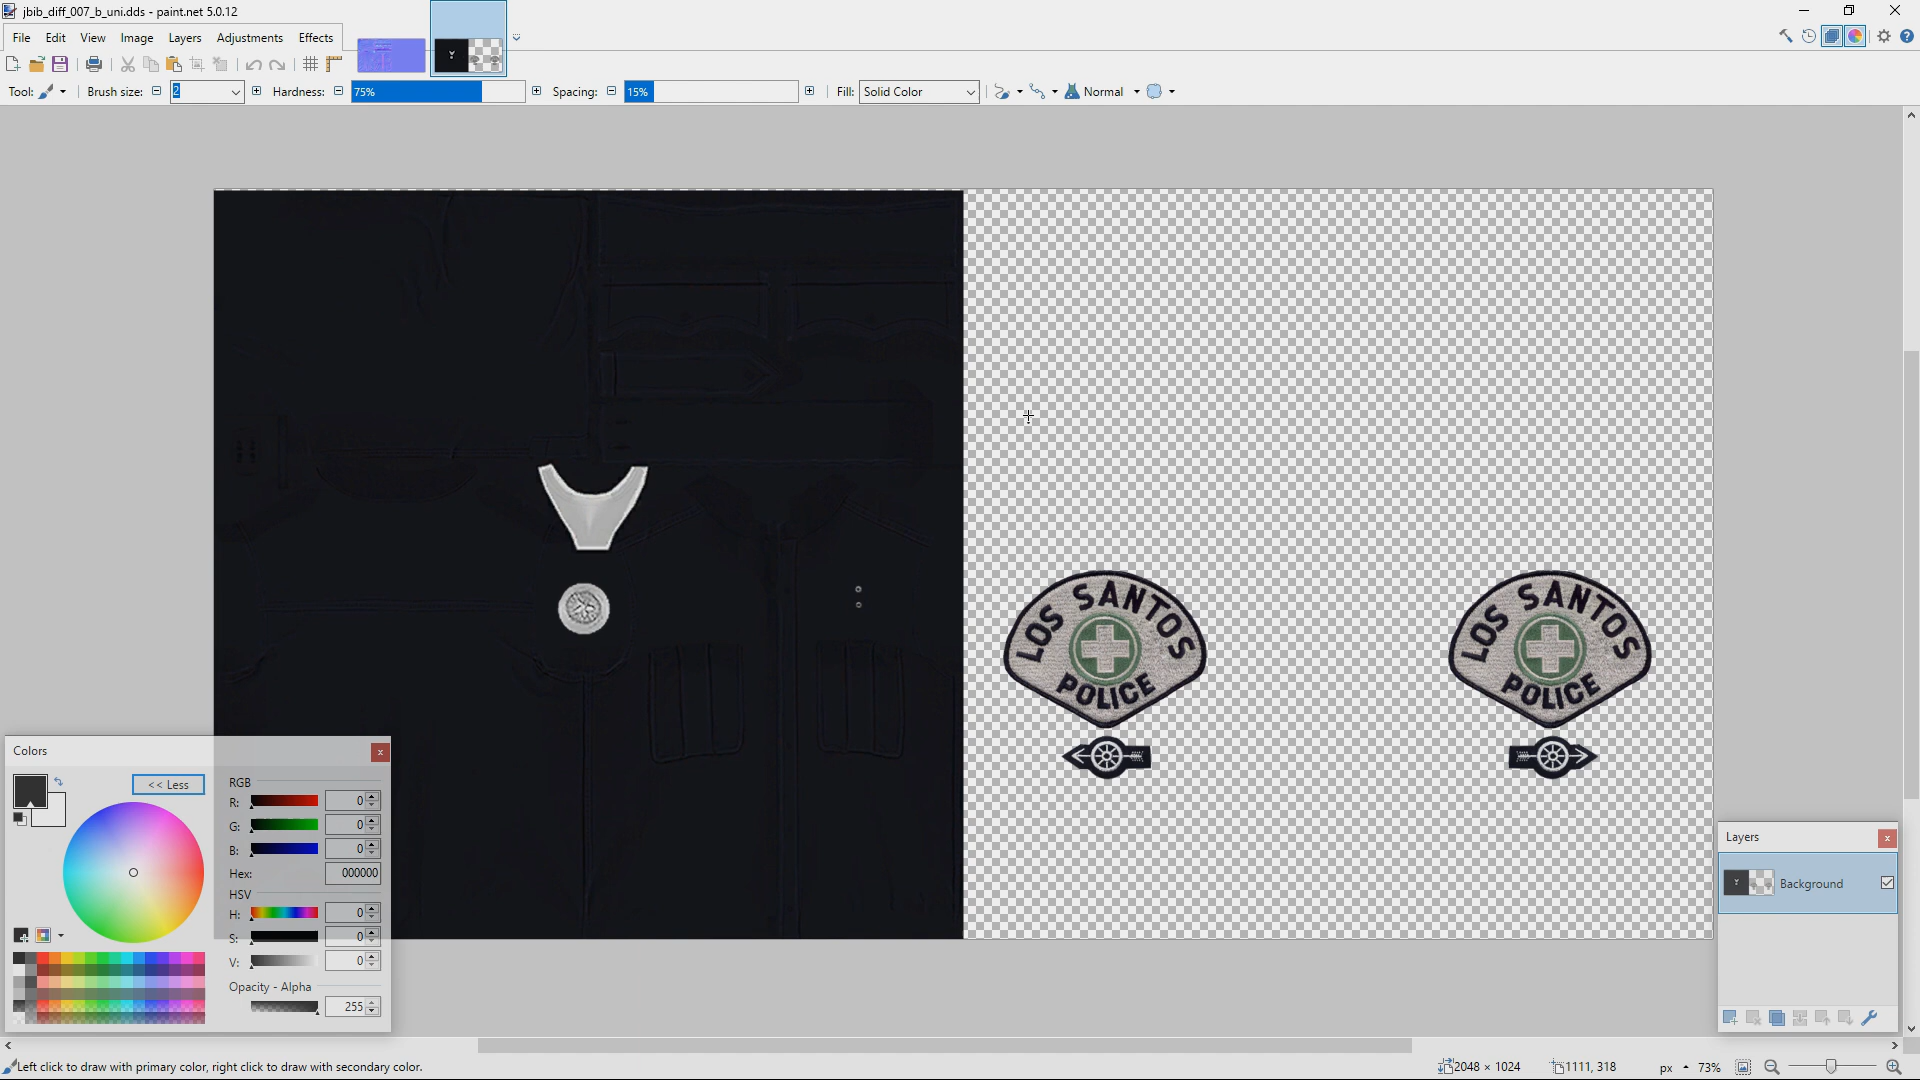 jbib_diff_007_b_uni.dds - paint.net 5.0.12
File Edit View Image Layers Adjustments Effects
Tool: Brush size: 2 Hardness: 75% Spacing: 15% Fill: Solid Color Normal
LOS SANTOS
POLICE
LOS SANTOS
POLICE
Colors
<< Less
RGB
R: 0
G: 0
B: 0
Hex: 000000
HSV
H: 0
S: 0
V: 0
Opacity - Alpha
255
Layers
Background
Left click to draw with primary color, right click to draw with secondary color.
2048 × 1024
1111, 318
px
73%